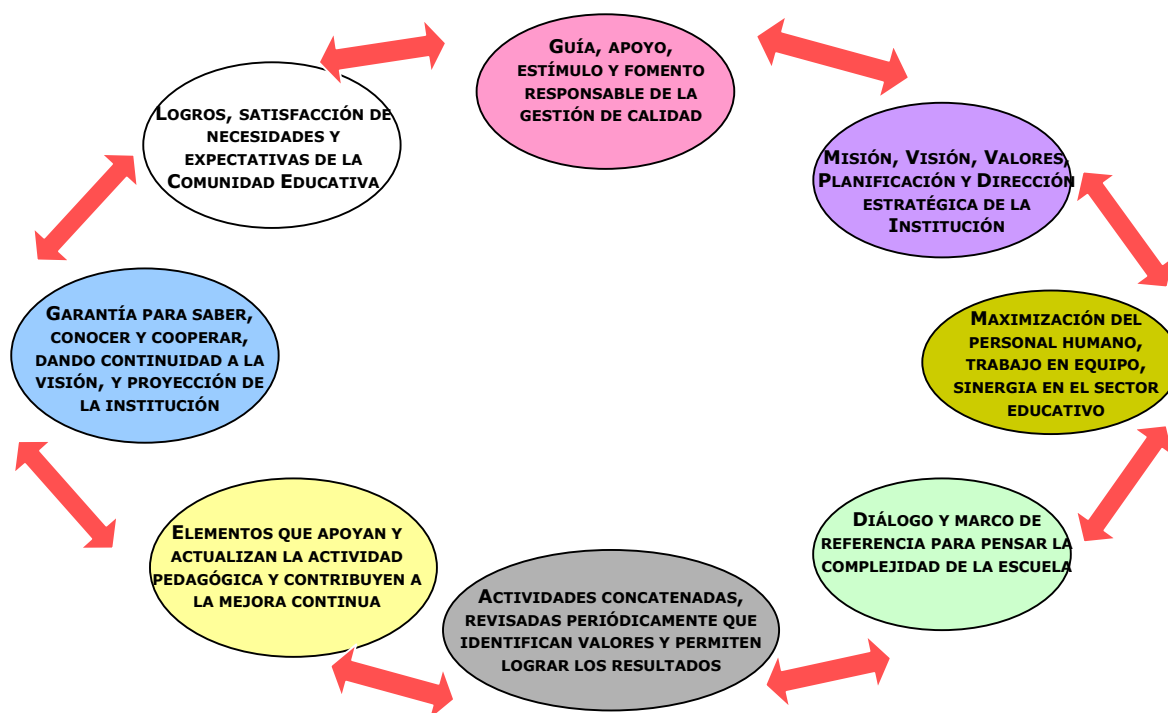 GUÍA, APOYO,
ESTÍMULO Y FOMENTO
RESPONSABLE DE LA
GESTIÓN DE CALIDAD
LOGROS, SATISFACCIÓN DE
NECESIDADES Y
EXPECTATIVAS DE LA
COMUNIDAD EDUCATIVA
MISIÓN, VISIÓN, VALORES,
PLANIFICACIÓN Y DIRECCIÓN
ESTRATÉGICA DE LA
INSTITUCIÓN
GARANTÍA PARA SABER,
CONOCER Y COOPERAR,
DANDO CONTINUIDAD A LA
VISIÓN, Y PROYECCIÓN DE
LA INSTITUCIÓN
MAXIMIZACIÓN DEL
PERSONAL HUMANO,
TRABAJO EN EQUIPO,
SINERGIA EN EL SECTOR
EDUCATIVO
ELEMENTOS QUE APOYAN Y
ACTUALIZAN LA ACTIVIDAD
PEDAGÓGICA Y CONTRIBUYEN A
LA MEJORA CONTINUA
DIÁLOGO Y MARCO DE
REFERENCIA PARA PENSAR LA
COMPLEJIDAD DE LA ESCUELA
ACTIVIDADES CONCATENADAS,
REVISADAS PERIÓDICAMENTE QUE
IDENTIFICAN VALORES Y PERMITEN
LOGRAR LOS RESULTADOS